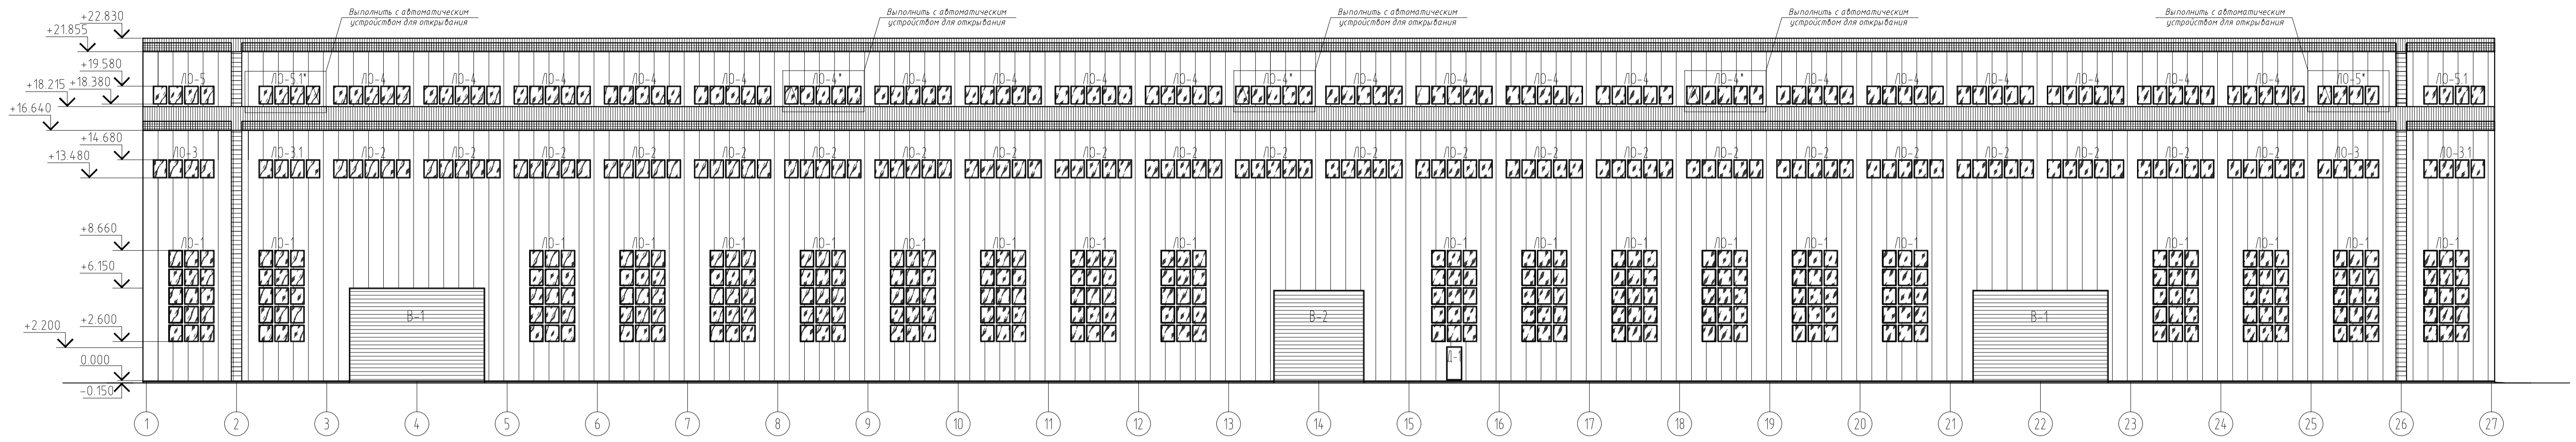 Выполнить с автоматическим
устройством для открывания
Выполнить с автоматическим
устройством для открывания
Выполнить с автоматическим
устройством для открывания
Выполнить с автоматическим
устройством для открывания
Выполнить с автоматическим
устройством для открывания
+22.830
+21.855
+19.580
+18.380
+18.215
+16.640
+14.680
+13.480
+8.660
+6.150
+2.600
+2.200
0.000
-0.150
ЛО-5 ЛО-5.1* ЛО-4 ЛО-4 ЛО-4 ЛО-4 ЛО-4 ЛО-4* ЛО-4 ЛО-4 ЛО-4 ЛО-4 ЛО-4* ЛО-4 ЛО-4 ЛО-4 ЛО-4 ЛО-4* ЛО-4 ЛО-4 ЛО-4 ЛО-4 ЛО-4 ЛО-4 ЛО-5* ЛО-5.1
ЛО-3 ЛО-3.1 ЛО-2 ЛО-2 ЛО-2 ЛО-2 ЛО-2 ЛО-2 ЛО-2 ЛО-2 ЛО-2 ЛО-2 ЛО-2 ЛО-2 ЛО-2 ЛО-2 ЛО-2 ЛО-2 ЛО-2 ЛО-2 ЛО-2 ЛО-2 ЛО-2 ЛО-2 ЛО-3 ЛО-3.1
ЛО-1 ЛО-1 ЛО-1 ЛО-1 ЛО-1 ЛО-1 ЛО-1 ЛО-1 ЛО-1 ЛО-1 ЛО-1 ЛО-1 ЛО-1 ЛО-1 ЛО-1 ЛО-1 ЛО-1 ЛО-1 ЛО-1 ЛО-1
В-1 В-2 В-1
Д-1
1 2 3 4 5 6 7 8 9 10 11 12 13 14 15 16 17 18 19 20 21 22 23 24 25 26 27